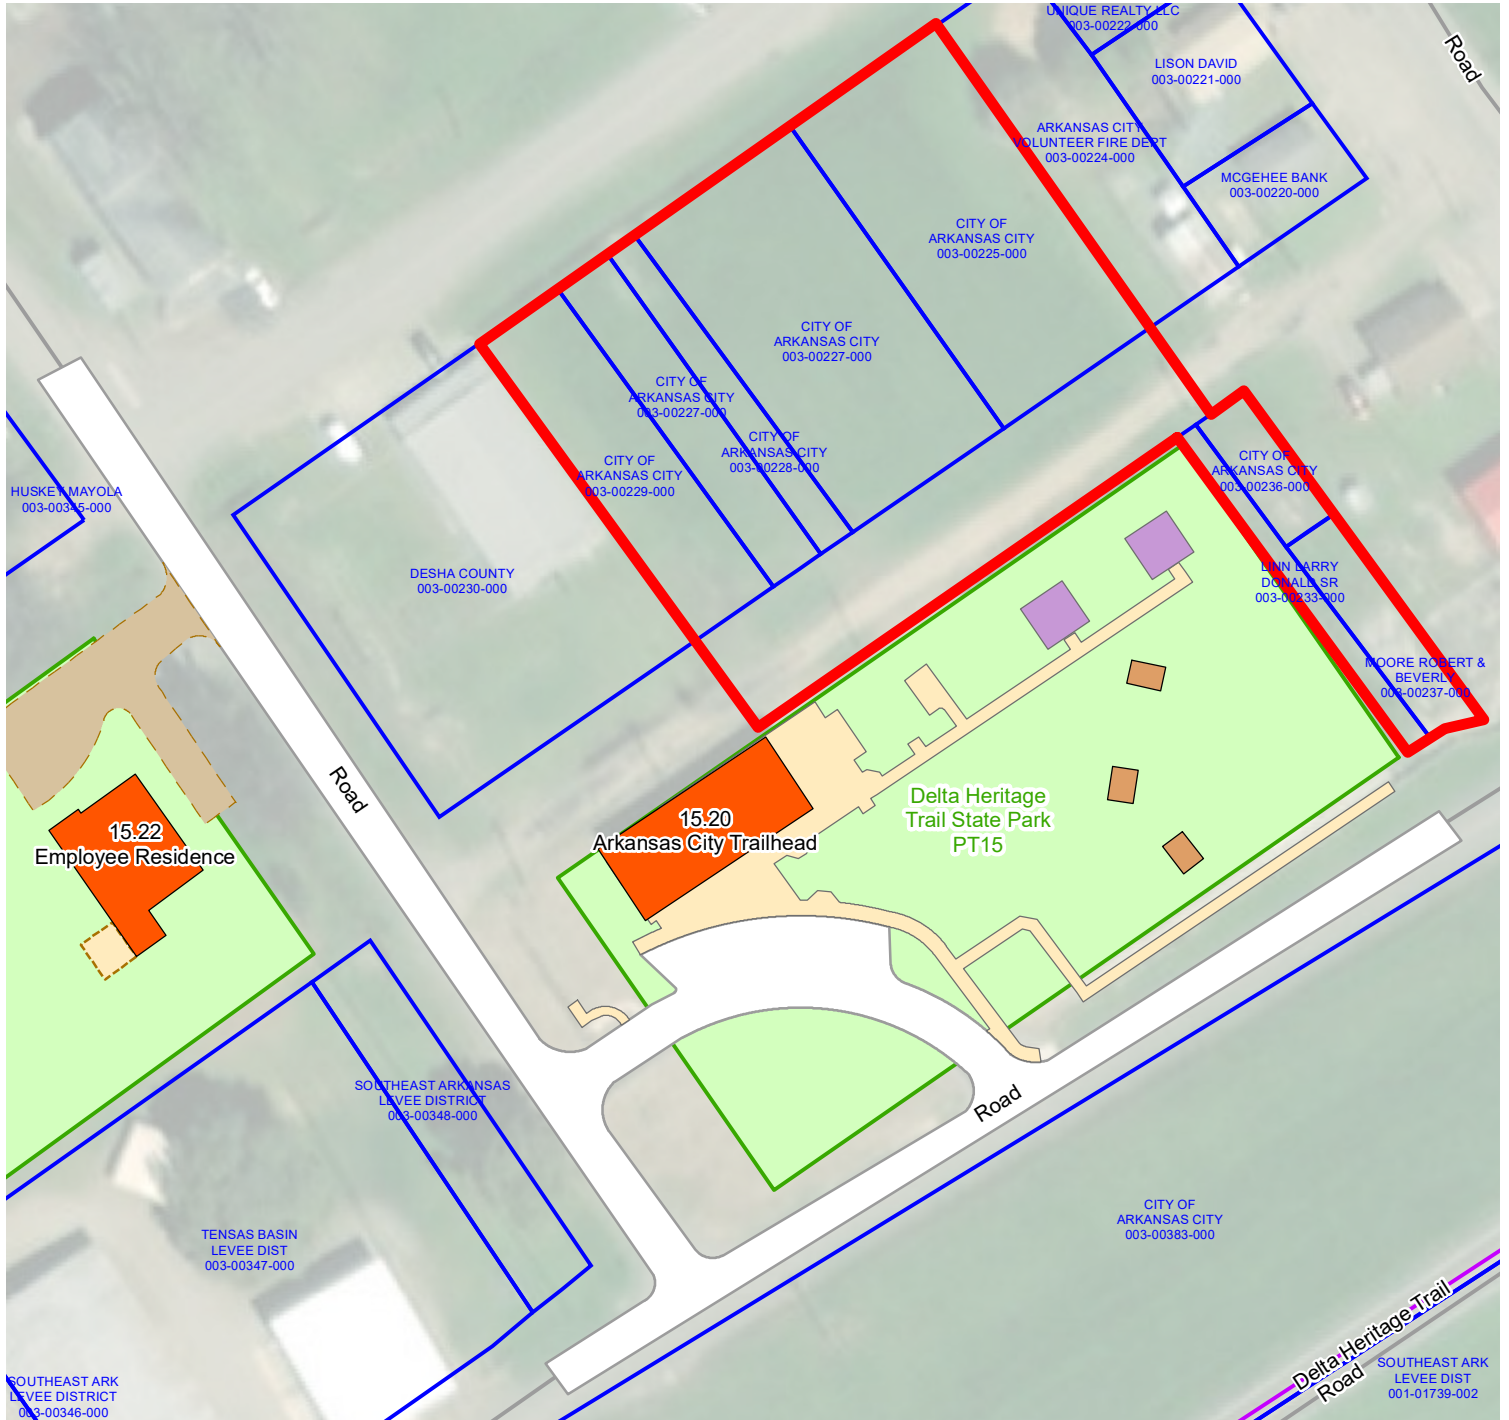 UNIQUE REALTY LLC
003-00222-000
Road
LISON DAVID
003-00221-000
ARKANSAS CITY
VOLUNTEER FIRE DEPT
003-00224-000
MCGEHEE BANK
003-00220-000
CITY OF
ARKANSAS CITY
003-00225-000
CITY OF
ARKANSAS CITY
003-00227-000
CITY OF
ARKANSAS CITY
003-00227-000
CITY OF
ARKANSAS CITY
003-00228-000
CITY OF
ARKANSAS CITY
003-00229-000
CITY OF
ARKANSAS CITY
003-00236-000
HUSKEY MAYOLA
003-00345-000
DESHA COUNTY
003-00230-000
LINN LARRY
DONALD SR
003-00233-000
MOORE ROBERT &
BEVERLY
003-00237-000
Road
15.22
Employee Residence
15.20
Arkansas City Trailhead
Delta Heritage
Trail State Park
PT15
SOUTHEAST ARKANSAS
LEVEE DISTRICT
003-00348-000
Road
CITY OF
ARKANSAS CITY
003-00383-000
TENSAS BASIN
LEVEE DIST
003-00347-000
Delta Heritage Trail
Road
SOUTHEAST ARK
LEVEE DIST
001-01739-002
SOUTHEAST ARK
LEVEE DISTRICT
003-00346-000